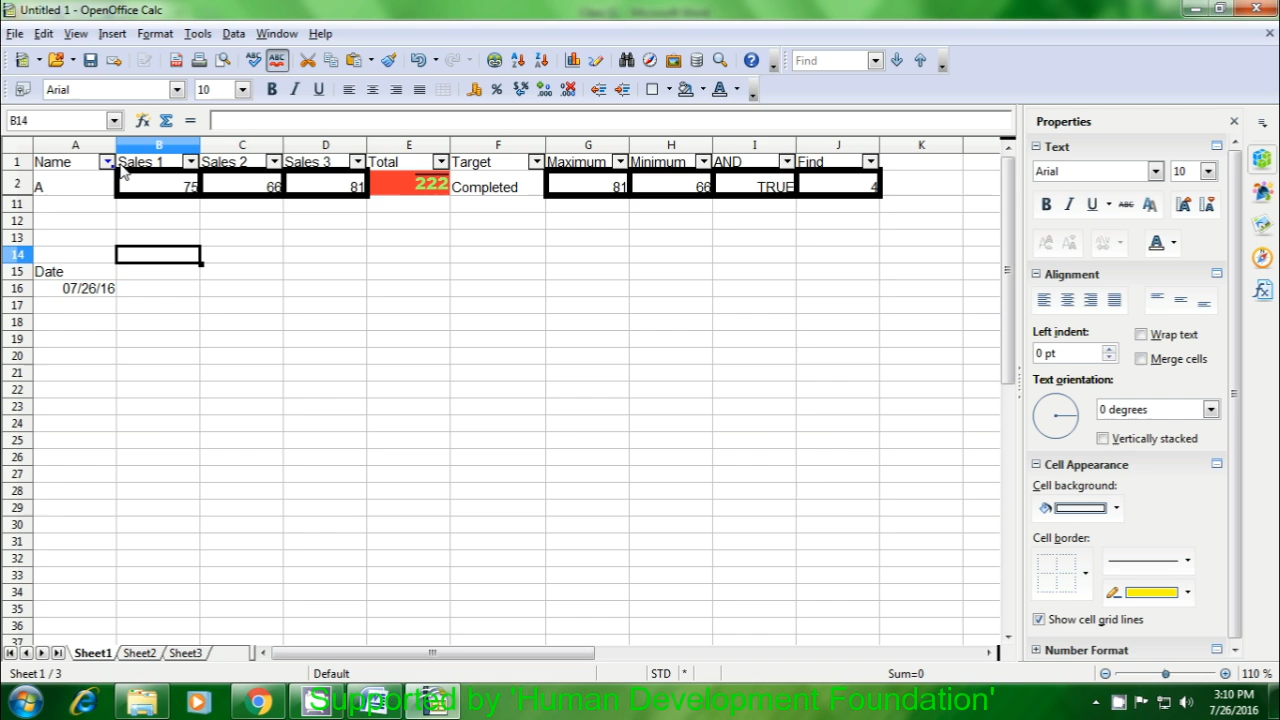 Untitled 1 - OpenOffice Calc
File Edit View Insert Format Tools Data Window Help
Find
Arial 10
B14
A B C D E F G H I J K
1 Name Sales 1 Sales 2 Sales 3 Total Target Maximum Minimum AND Find
2 A 75 66 81 222 Completed 81 66 TRUE 4
11
12
13
14
15 Date
16 07/26/16
17
18
19
20
21
22
23
24
25
26
27
28
29
30
31
32
33
34
35
36
37
Sheet1 Sheet2 Sheet3
Sheet 1 / 3 Default STD * Sum=0 110 %
Properties
Text
Arial 10
Alignment
Left indent:
0 pt
Wrap text
Merge cells
Text orientation:
0 degrees
Vertically stacked
Cell Appearance
Cell background:
Cell border:
Show cell grid lines
Number Format
Supported by 'Human Development Foundation'
3:10 PM
7/26/2016